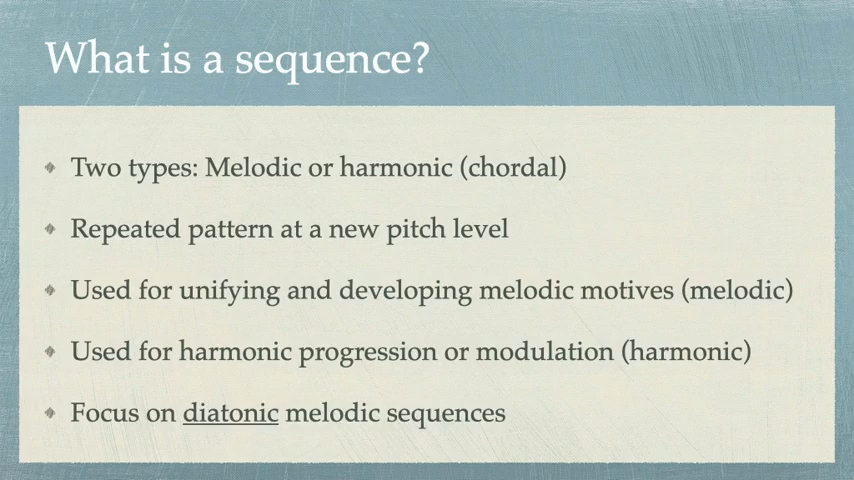 What is a sequence?
Two types: Melodic or harmonic (chordal)
Repeated pattern at a new pitch level
Used for unifying and developing melodic motives (melodic)
Used for harmonic progression or modulation (harmonic)
Focus on diatonic melodic sequences